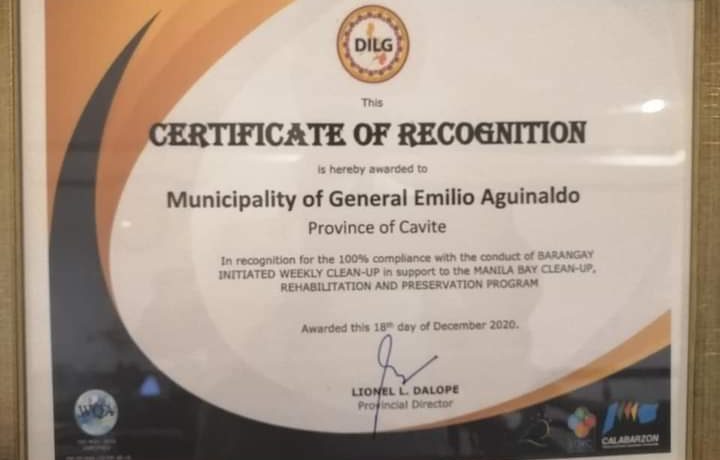 DILG
This
CERTIFICATE OF RECOGNITION
is hereby awarded to
Municipality of General Emilio Aguinaldo
Province of Cavite
In recognition for the 100% compliance with the conduct of BARANGAY
INITIATED WEEKLY CLEAN-UP in support to the MANILA BAY CLEAN-UP,
REHABILITATION AND PRESERVATION PROGRAM
Awarded this 18th day of December 2020.
LIONEL L. DALOPE
Provincial Director
WQA
CALABARZON